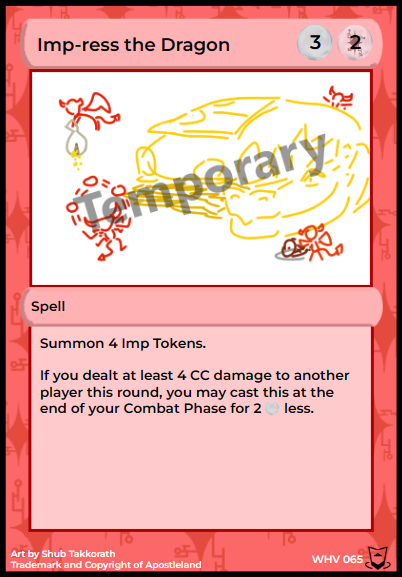 Imp-ress the Dragon
3 2
Temporary
Spell
Summon 4 Imp Tokens.
If you dealt at least 4 CC damage to another
player this round, you may cast this at the
end of your Combat Phase for 2 less.
Art by Shub Takkorath
Trademark and Copyright of Apostleland
WHV 065